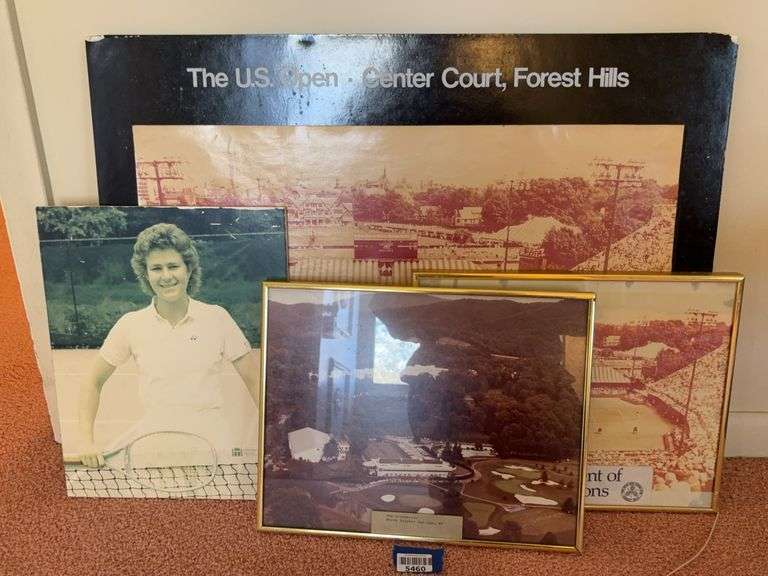 The U.S. Open · Center Court, Forest Hills
nt of
ons
5460